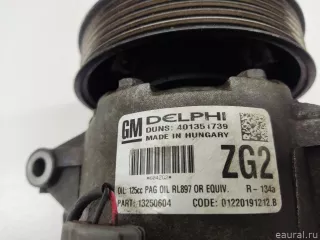 GM DELPHI
DUNS: 401351739
MADE IN HUNGARY
ZG2
OIL: 125cc PAG OIL RL897 OR EQUIV. R-134a
PART: 13250604 CODE: 01220191212.B
eaural.ru